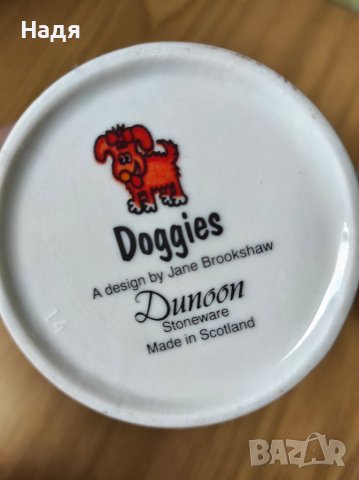 Надя
Doggies
A design by Jane Brookshaw
Dunoon
Stoneware
Made in Scotland
14
BAZAR